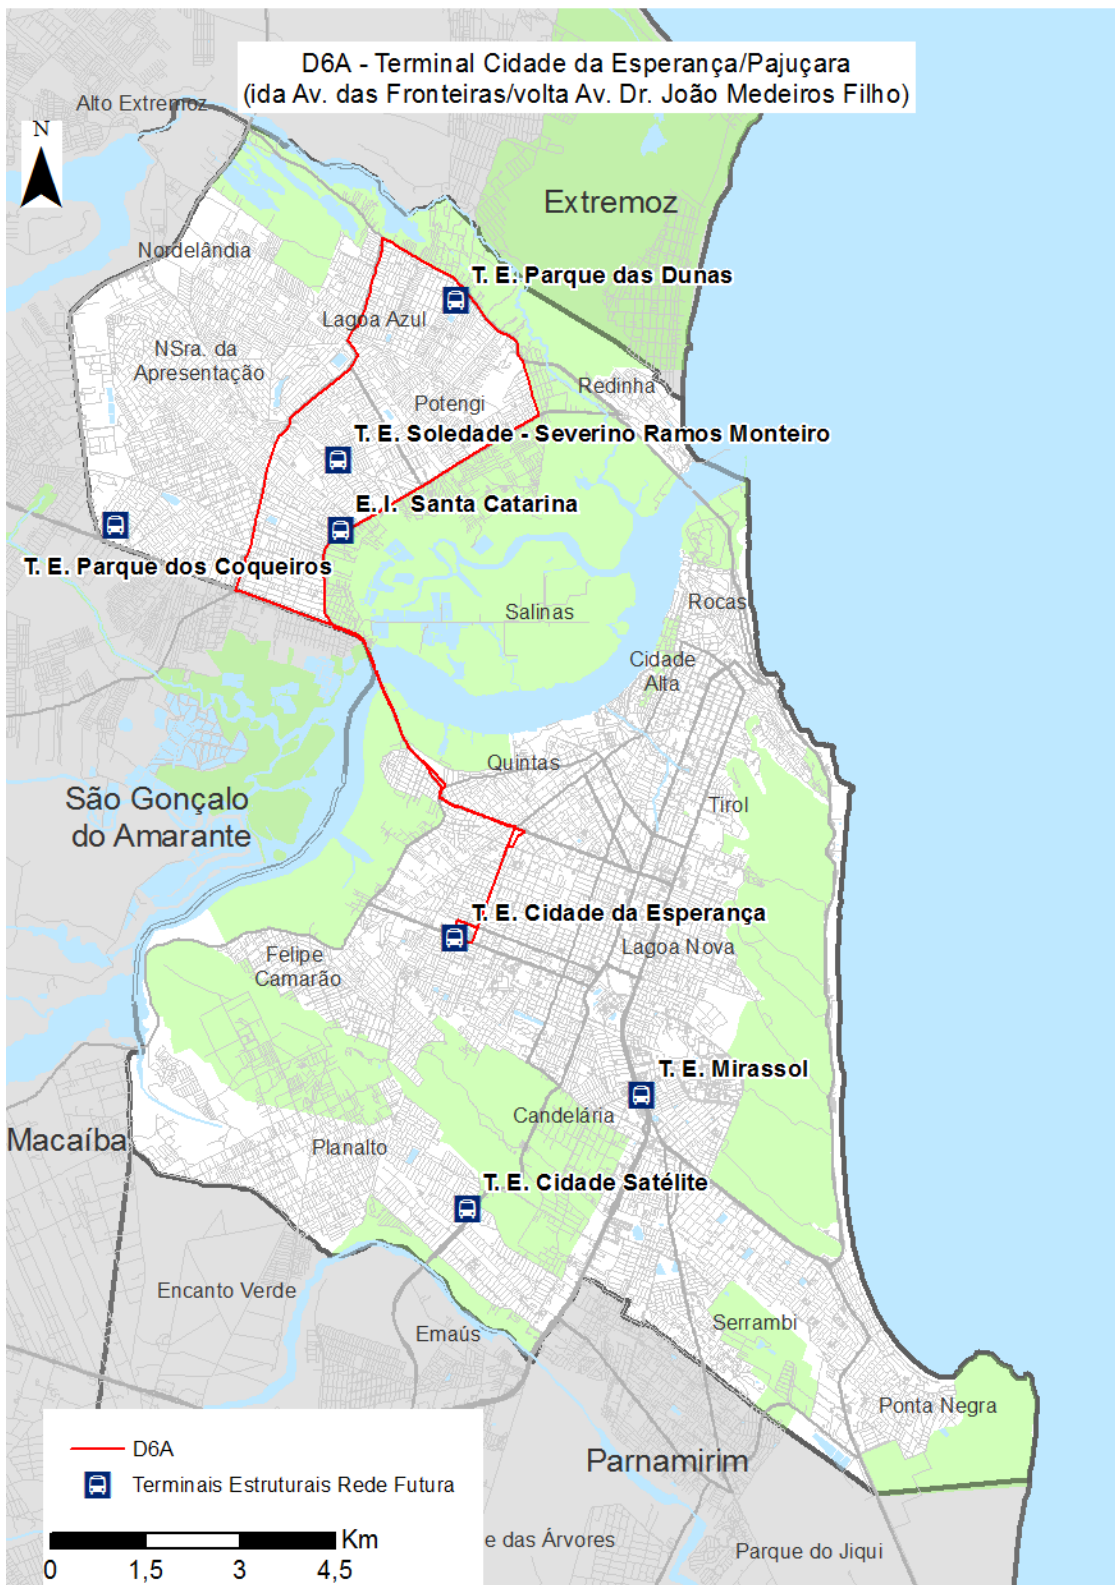 D6A - Terminal Cidade da Esperança/Pajuçara
(ida Av. das Fronteiras/volta Av. Dr. João Medeiros Filho)
Alto Extremoz
N
Extremoz
Nordelândia
T. E. Parque das Dunas
Lagoa Azul
NSra. da
Apresentação
Redinha
Potengi
T. E. Soledade - Severino Ramos Monteiro
E. I. Santa Catarina
T. E. Parque dos Coqueiros
Salinas
Rocas
Cidade
Alta
Quintas
São Gonçalo
do Amarante
Tirol
T. E. Cidade da Esperança
Lagoa Nova
Felipe
Camarão
T. E. Mirassol
Candelária
Macaíba
Planalto
T. E. Cidade Satélite
Encanto Verde
Emaús
Serrambi
Ponta Negra
Parnamirim
D6A
Terminais Estruturais Rede Futura
Km
0 1,5 3 4,5
e das Árvores
Parque do Jiqui